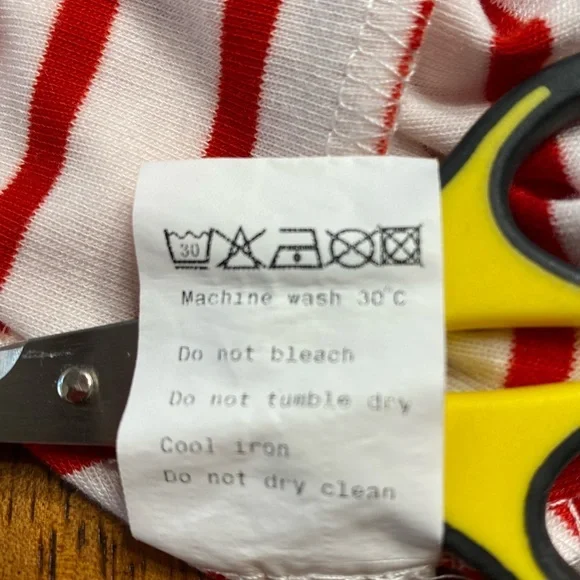 30
Machine wash 30°C
Do not bleach
Do not tumble dry
Cool iron
Do not dry clean